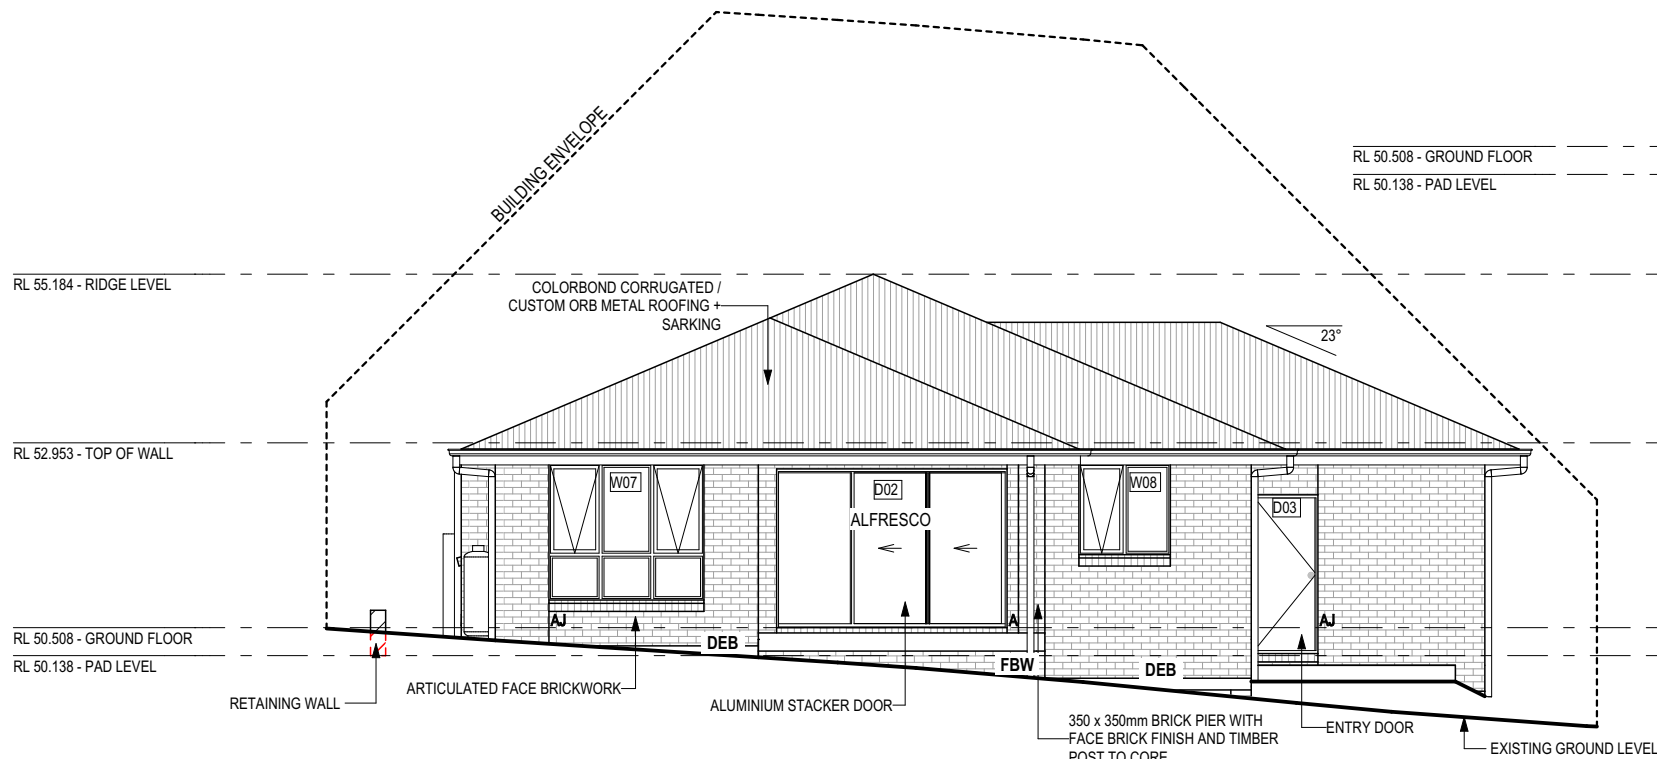 BUILDING ENVELOPE
RL 50.508 - GROUND FLOOR
RL 50.138 - PAD LEVEL
RL 55.184 - RIDGE LEVEL
COLORBOND CORRUGATED /
CUSTOM ORB METAL ROOFING +
SARKING
23°
RL 52.953 - TOP OF WALL
W07
D02
ALFRESCO
W08
D03
AJ
A
AJ
RL 50.508 - GROUND FLOOR
RL 50.138 - PAD LEVEL
DEB
FBW
DEB
RETAINING WALL
ARTICULATED FACE BRICKWORK
ALUMINIUM STACKER DOOR
350 x 350mm BRICK PIER WITH
FACE BRICK FINISH AND TIMBER
POST TO CORE
ENTRY DOOR
EXISTING GROUND LEVEL